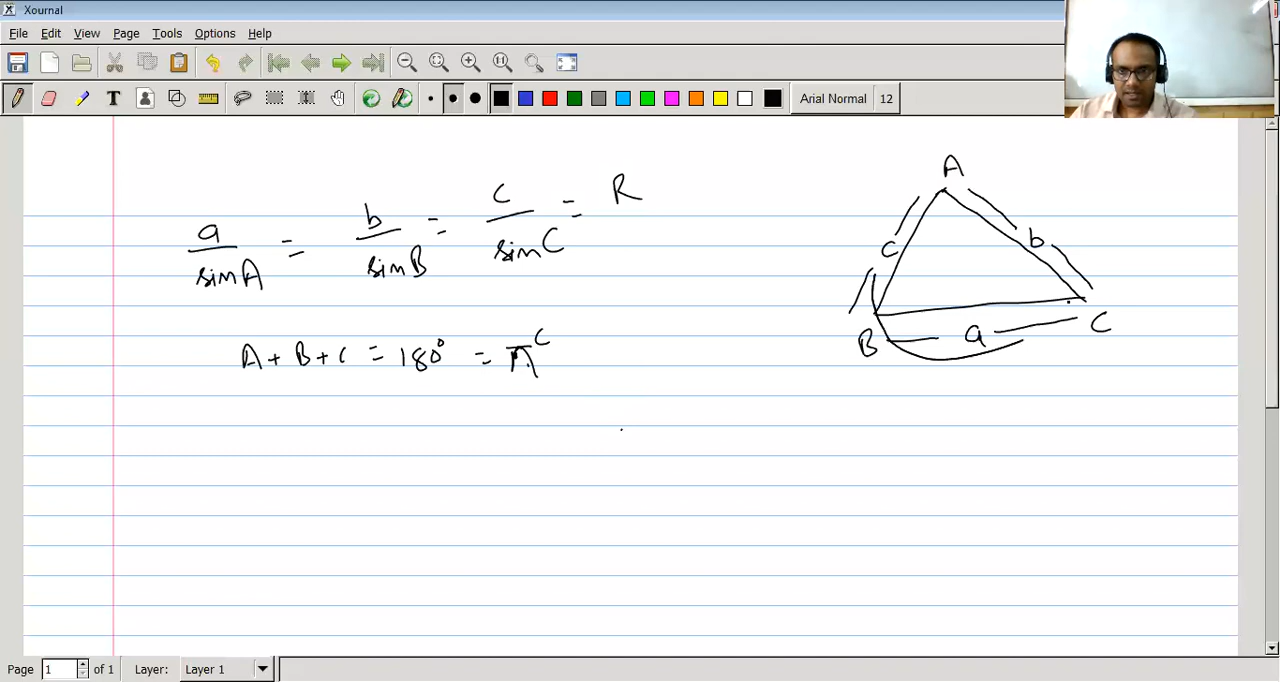 Xournal
File Edit View Page Tools Options Help
T Arial Normal 12
a/sinA = b/sinB = c/sinC = R
A + B + C = 180° = π^c
A
c b
B a C
Page 1 of 1 Layer: Layer 1